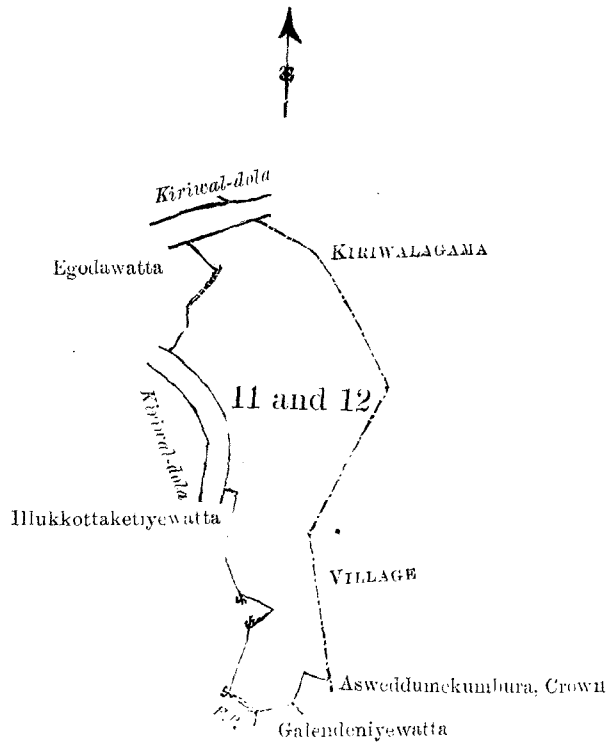 Kiriwal-dola
KIRIWALAGAMA
Egodawatta
11 and 12
Kiriwal-dola
Illukkottaketiyewatta
VILLAGE
Asweddumekumbura, Crown
Galendeniyewatta